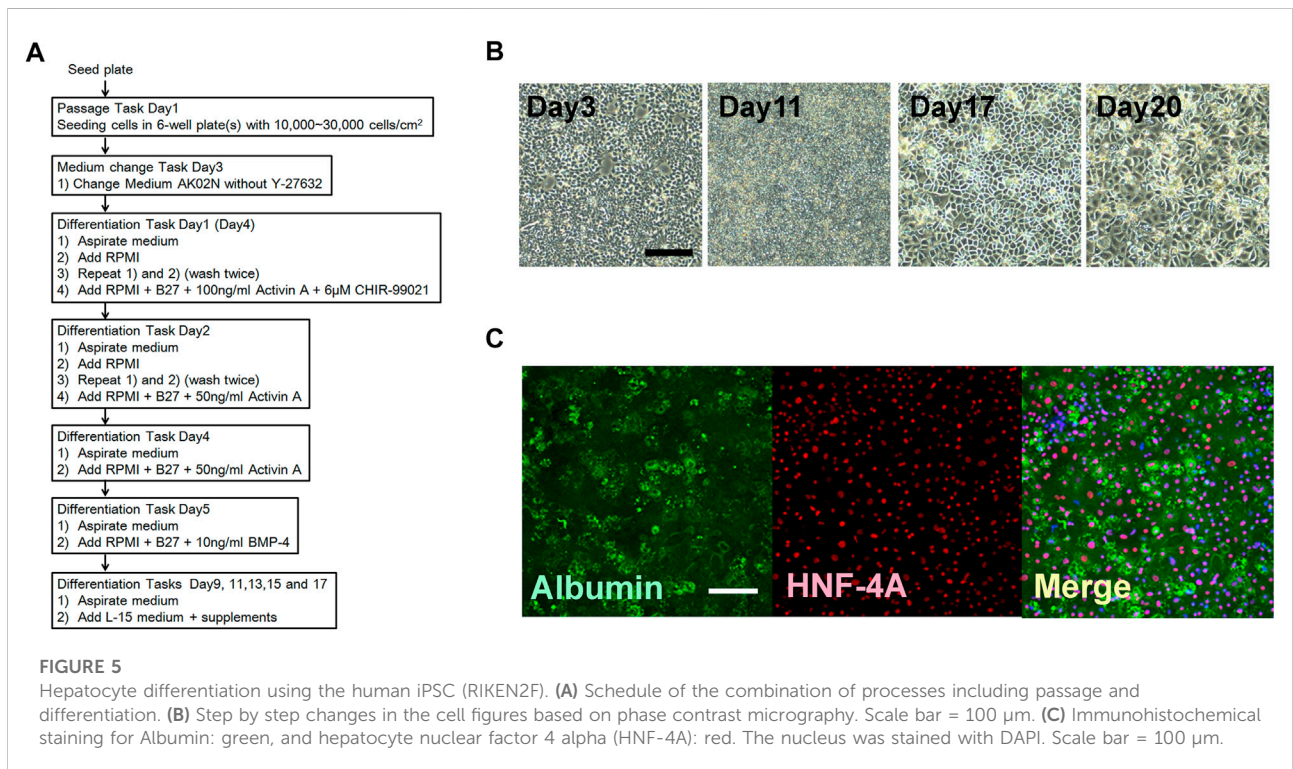 A
Seed plate
Passage Task Day1
Seeding cells in 6-well plate(s) with 10,000~30,000 cells/cm²
Medium change Task Day3
1) Change Medium AK02N without Y-27632
Differentiation Task Day1 (Day4)
1) Aspirate medium
2) Add RPMI
3) Repeat 1) and 2) (wash twice)
4) Add RPMI + B27 + 100ng/ml Activin A + 6μM CHIR-99021
Differentiation Task Day2
1) Aspirate medium
2) Add RPMI
3) Repeat 1) and 2) (wash twice)
4) Add RPMI + B27 + 50ng/ml Activin A
Differentiation Task Day4
1) Aspirate medium
2) Add RPMI + B27 + 50ng/ml Activin A
Differentiation Task Day5
1) Aspirate medium
2) Add RPMI + B27 + 10ng/ml BMP-4
Differentiation Tasks Day9, 11,13,15 and 17
1) Aspirate medium
2) Add L-15 medium + supplements
B
Day3
Day11
Day17
Day20
C
Albumin
HNF-4A
Merge
FIGURE 5
Hepatocyte differentiation using the human iPSC (RIKEN2F). (A) Schedule of the combination of processes including passage and
differentiation. (B) Step by step changes in the cell figures based on phase contrast micrography. Scale bar = 100 μm. (C) Immunohistochemical
staining for Albumin: green, and hepatocyte nuclear factor 4 alpha (HNF-4A): red. The nucleus was stained with DAPI. Scale bar = 100 μm.